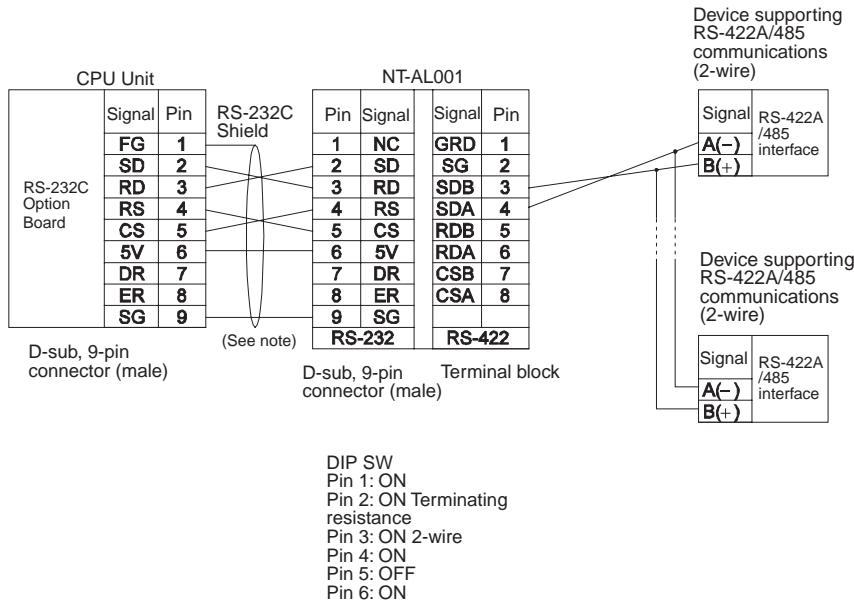 Device supporting
RS-422A/485
communications
(2-wire)
CPU Unit
NT-AL001
Signal Pin
RS-232C
Shield
Pin Signal
Signal Pin
Signal
RS-422A
/485
interface
A(−)
B(+)
RS-232C
Option
Board
FG 1
SD 2
RD 3
RS 4
CS 5
5V 6
DR 7
ER 8
SG 9
(See note)
1 NC
2 SD
3 RD
4 RS
5 CS
6 5V
7 DR
8 ER
9 SG
RS-232
GRD 1
SG 2
SDB 3
SDA 4
RDB 5
RDA 6
CSB 7
CSA 8
RS-422
D-sub, 9-pin
connector (male)
D-sub, 9-pin
connector (male)
Terminal block
Device supporting
RS-422A/485
communications
(2-wire)
Signal
RS-422A
/485
interface
A(−)
B(+)
DIP SW
Pin 1: ON
Pin 2: ON Terminating
resistance
Pin 3: ON 2-wire
Pin 4: ON
Pin 5: OFF
Pin 6: ON